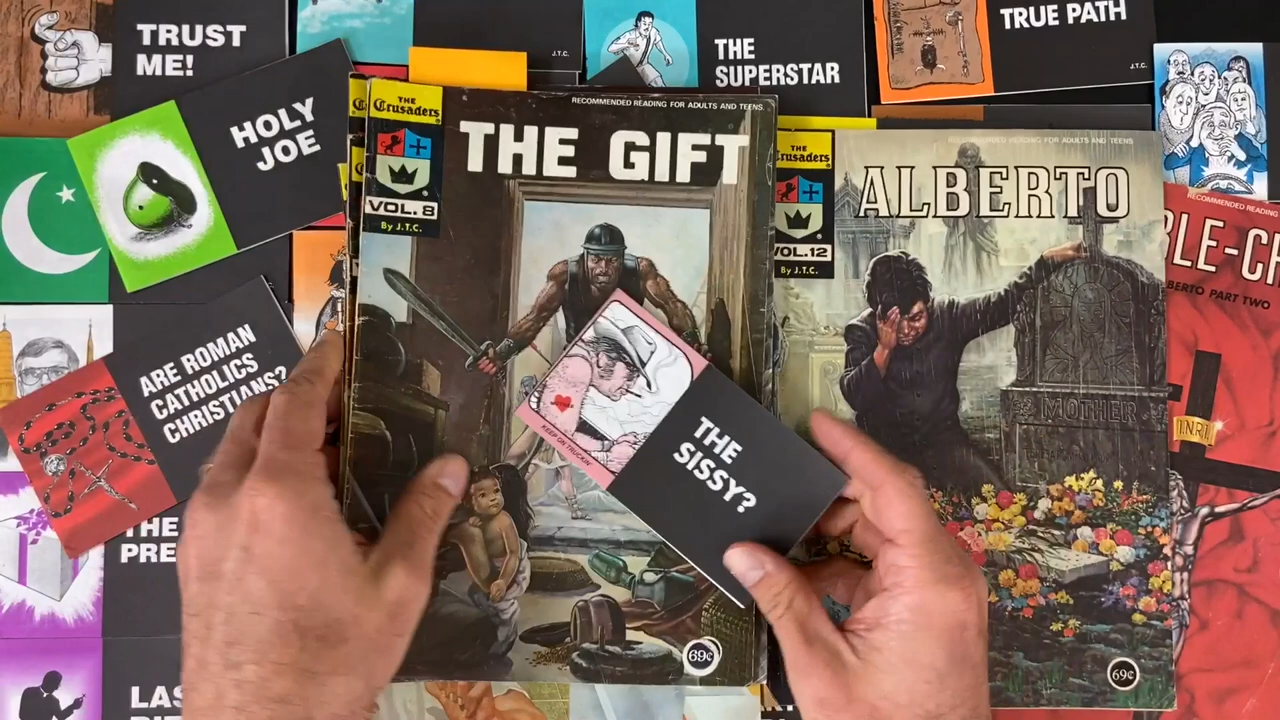 TRUST
ME!
J.T.C.
THE
SUPERSTAR
TRUE PATH
J.T.C.
HOLY
JOE
THE
Crusaders
VOL. 8
By J.T.C.
RECOMMENDED READING FOR ADULTS AND TEENS
THE GIFT
69¢
THE
Crusaders
VOL. 12
By J.T.C.
RECOMMENDED READING FOR ADULTS AND TEENS
ALBERTO
MOTHER
69¢
RECOMMENDED READING
BLE-C
BERTO PART TWO
I.N.R.I.
ARE ROMAN
CATHOLICS
CHRISTIANS?
KEEP ON TRUCKIN'
THE
SISSY?
THE
PRE
LAS